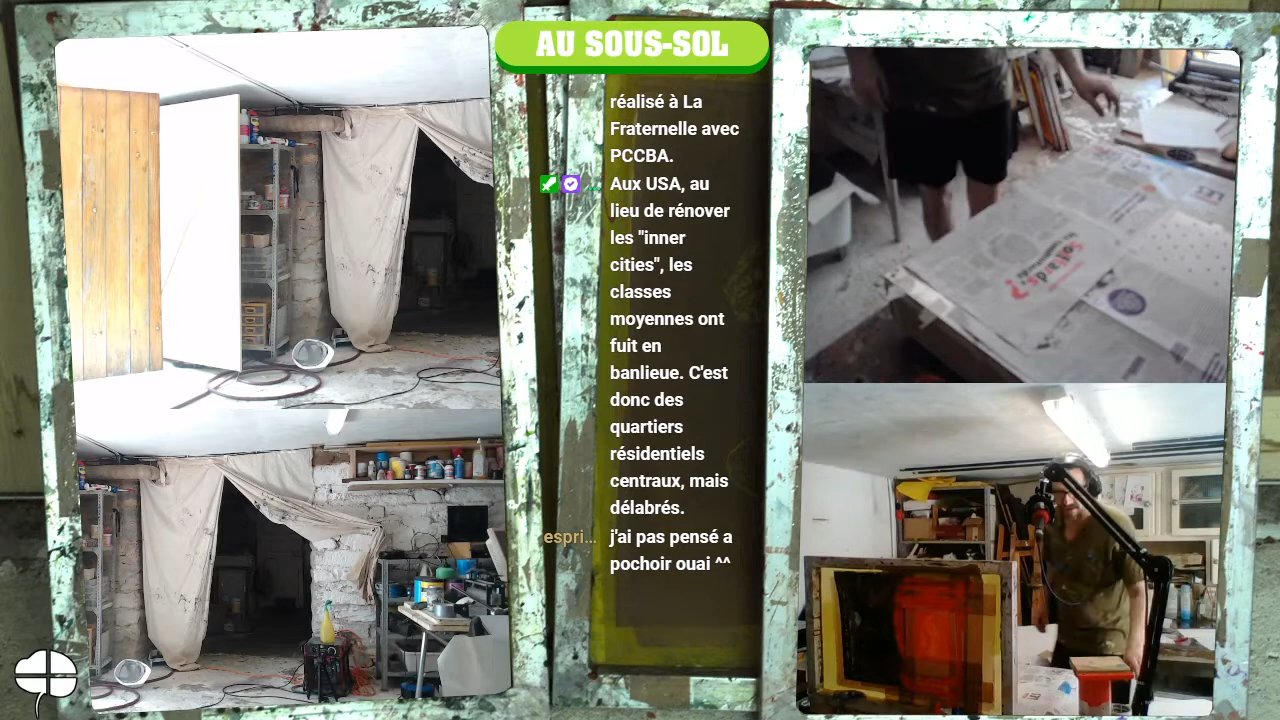 AU SOUS-SOL
réalisé à La
Fraternelle avec
PCCBA.
Aux USA, au
lieu de rénover
les "inner
cities", les
classes
moyennes ont
fuit en
banlieue. C'est
donc des
quartiers
résidentiels
centraux, mais
délabrés.
espri... j'ai pas pensé a
pochoir ouai ^^